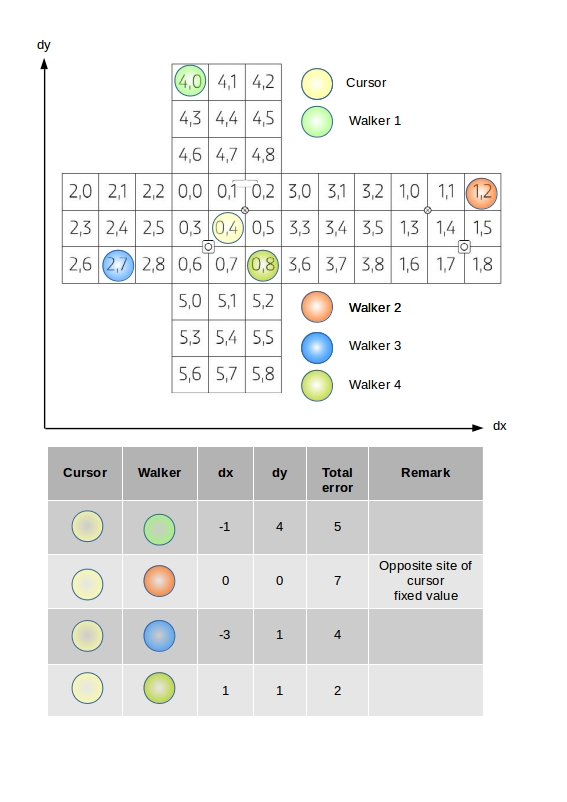 dy
4,0 4,1 4,2 Cursor
4,3 4,4 4,5 Walker 1
4,6 4,7 4,8
2,0 2,1 2,2 0,0 0,1 0,2 3,0 3,1 3,2 1,0 1,1 1,2
2,3 2,4 2,5 0,3 0,4 0,5 3,3 3,4 3,5 1,3 1,4 1,5
2,6 2,7 2,8 0,6 0,7 0,8 3,6 3,7 3,8 1,6 1,7 1,8
5,0 5,1 5,2 Walker 2
5,3 5,4 5,5 Walker 3
5,6 5,7 5,8 Walker 4
dx
Cursor Walker dx dy Total error Remark
-1 4 5
0 0 7 Opposite site of
cursor
fixed value
-3 1 4
1 1 2